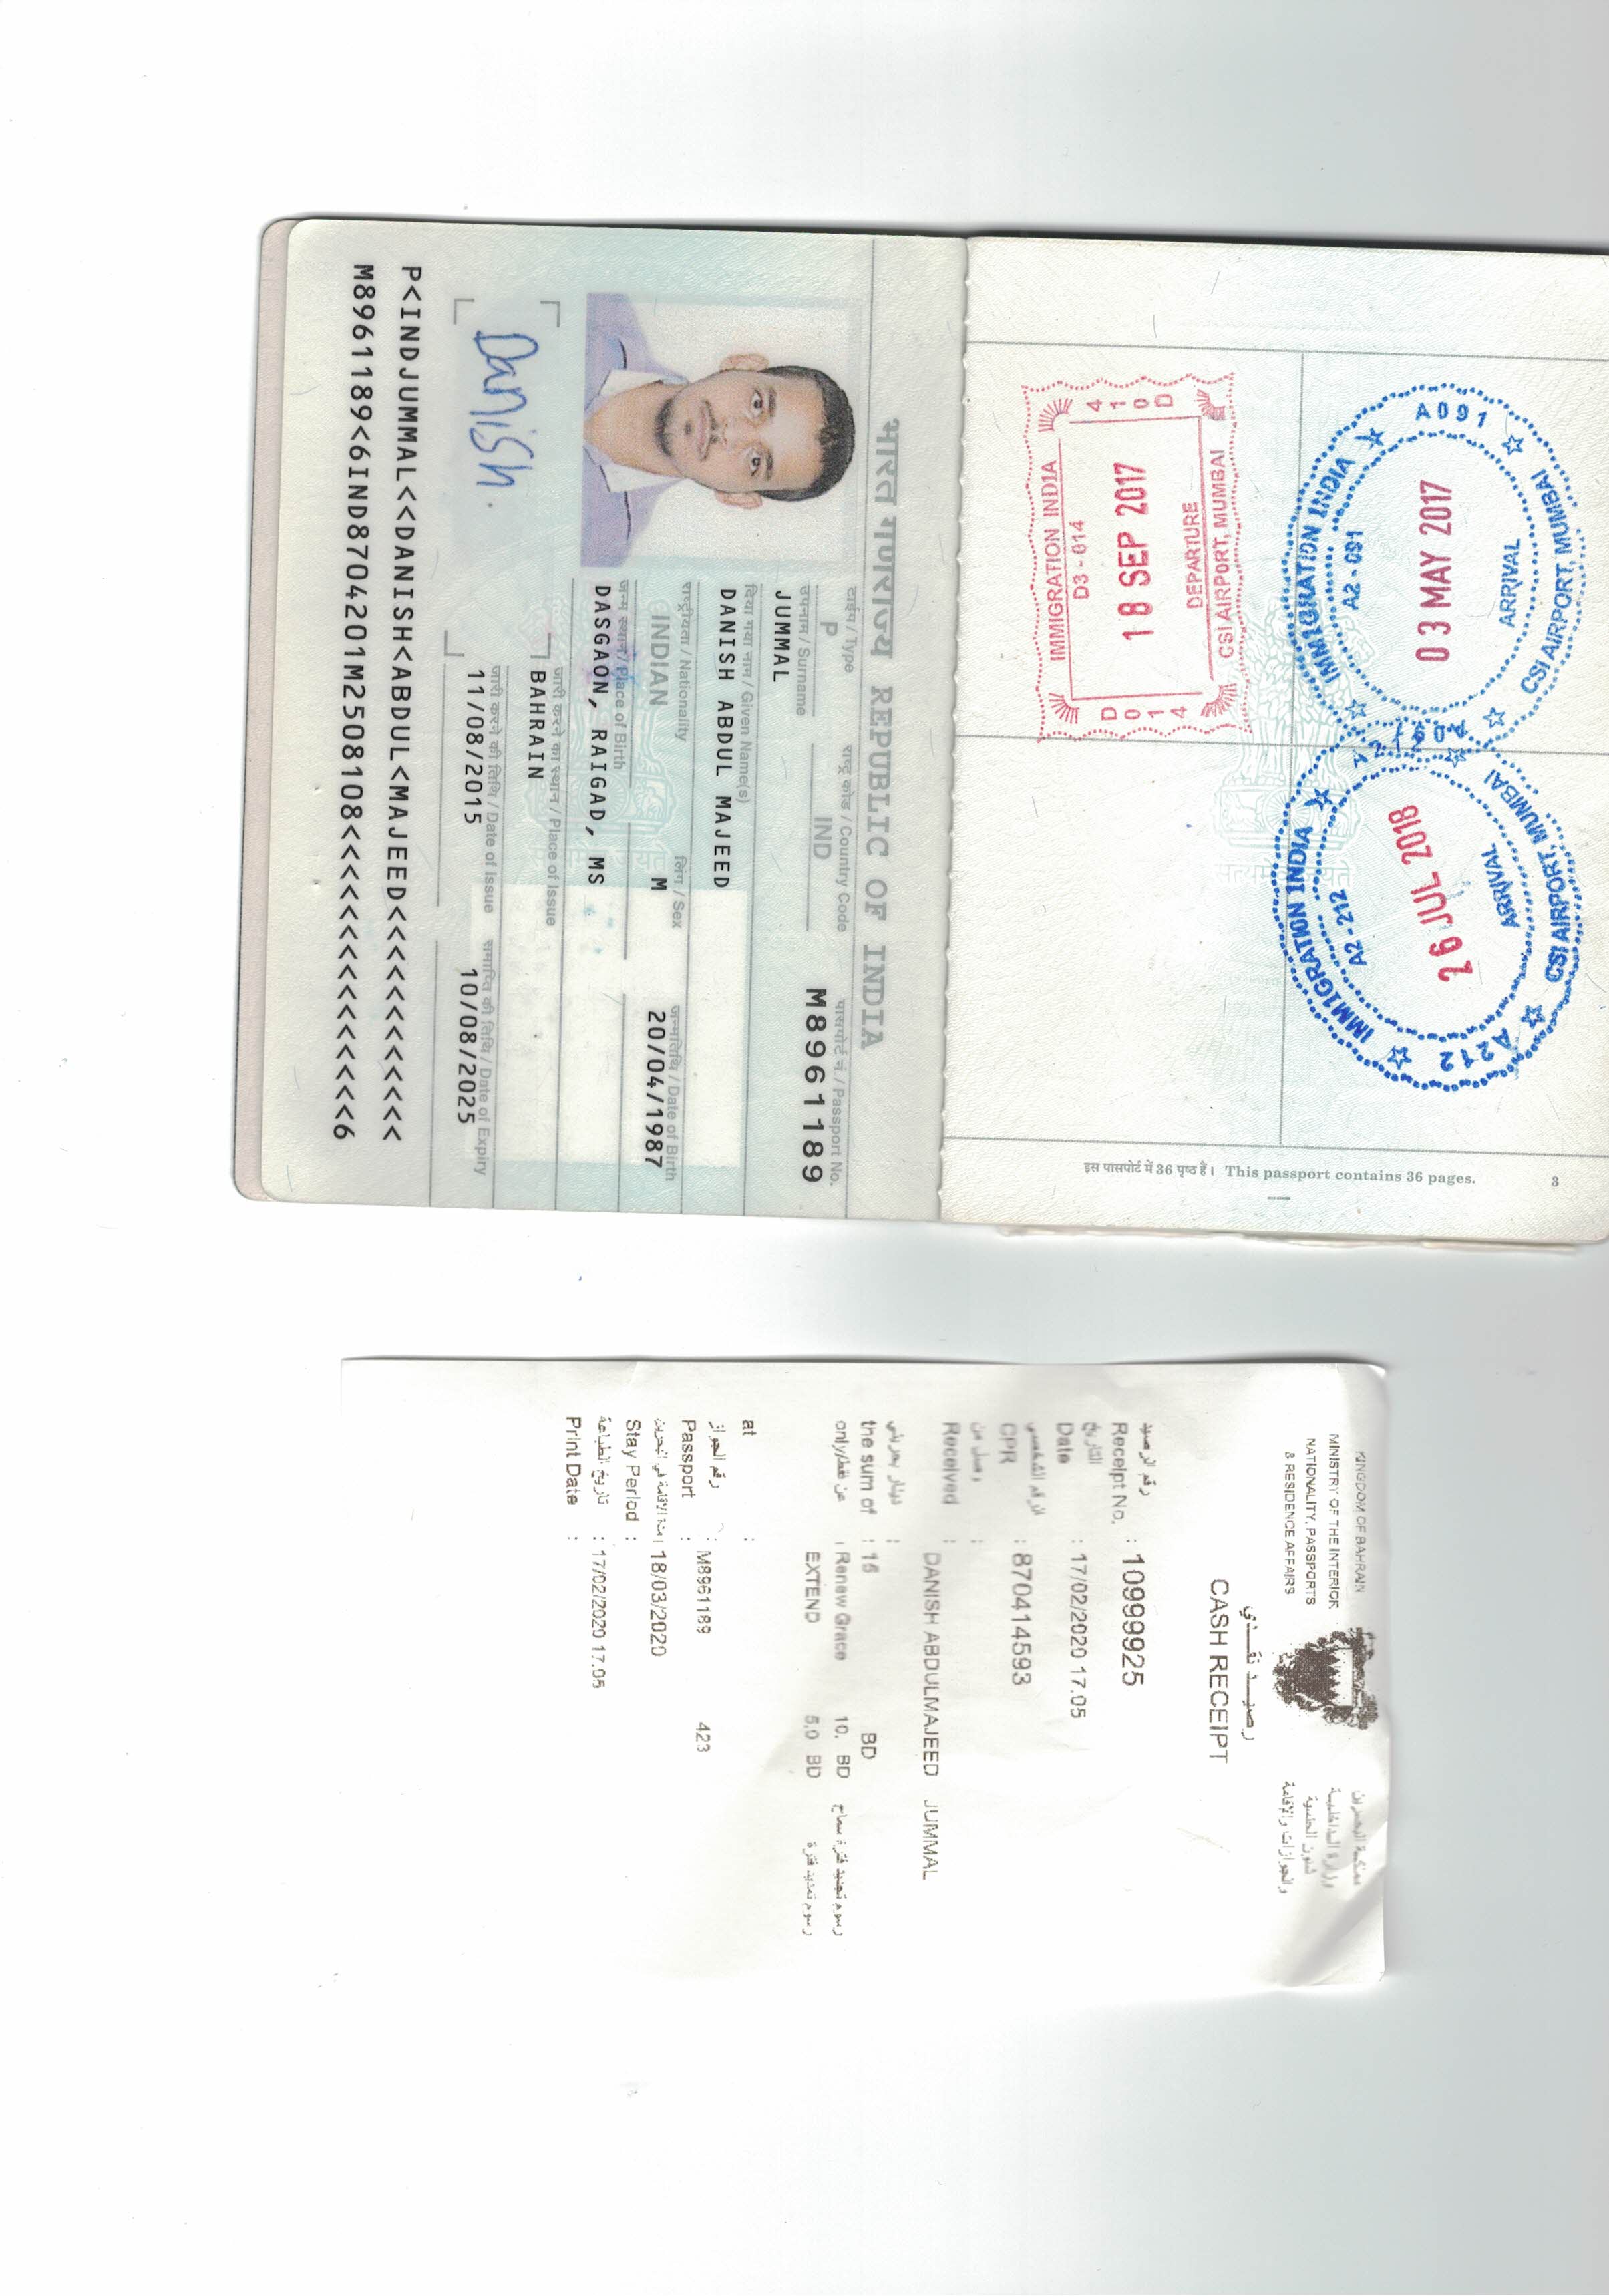 A091
IMMIGRATION INDIA
CSI AIRPORT, MUMBAI
ARRIVAL
03 MAY 2017
A2 - 091
A212
IMMIGRATION INDIA
CSI AIRPORT, MUMBAI
ARRIVAL
26 JUL 2018
A2 - 212
410D
CSI AIRPORT, MUMBAI
DEPARTURE
18 SEP 2017
D3 - 014
IMMIGRATION INDIA
D014
इस पासपोर्ट में 36 पृष्ठ है। This passport contains 36 pages.
3
भारत गणराज्य REPUBLIC OF INDIA
टाईप / Type राष्ट्र कोड / Country Code पासपोर्ट नं. / Passport No.
P IND M8961189
उपनाम / Surname
JUMMAL
दिया गया नाम / Given Name(s)
DANISH ABDUL MAJEED
राष्ट्रीयता / Nationality लिंग / Sex जन्मतिथि / Date of Birth
INDIAN M 20/04/1987
जन्म स्थान / Place of Birth
DASGAON, RAIGAD, MS
जारी करने का स्थान / Place of Issue
BAHRAIN
जारी करने की तिथि / Date of Issue समाप्ति की तिथि / Date of Expiry
11/08/2015 10/08/2025
Danish.
P<INDJUMMAL<<DANISH<ABDUL<MAJEED<<<<<<<<<<<<
M8961189<6IND8704201M2508108<<<<<<<<<<<<<<<6
KINGDOM OF BAHRAIN مملكة البحرين
MINISTRY OF THE INTERIOR وزارة الداخلية
NATIONALITY, PASSPORTS شئون الجنسية
& RESIDENCE AFFAIRS والجوازات والإقامة
رصيد نقدي
CASH RECEIPT
رقم الرصيد
Receipt No. : 10999925
التاريخ
Date : 17/02/2020 17.05
الرقم الشخصي
CPR : 870414593
وصل من :
Received : DANISH ABDULMAJEED JUMMAL
دينار بحريني :
the sum of : 15 BD
عن فقط/only : Renew Grace 10. BD رسوم تجديد فترة سماح
EXTEND 5.0 BD رسوم تمديد فترة
at :
رقم الجواز : M8961189 423
Passport :
مدة الإقامة في البحرين : 18/03/2020
Stay Period :
تاريخ الطباعة : 17/02/2020 17.05
Print Date :